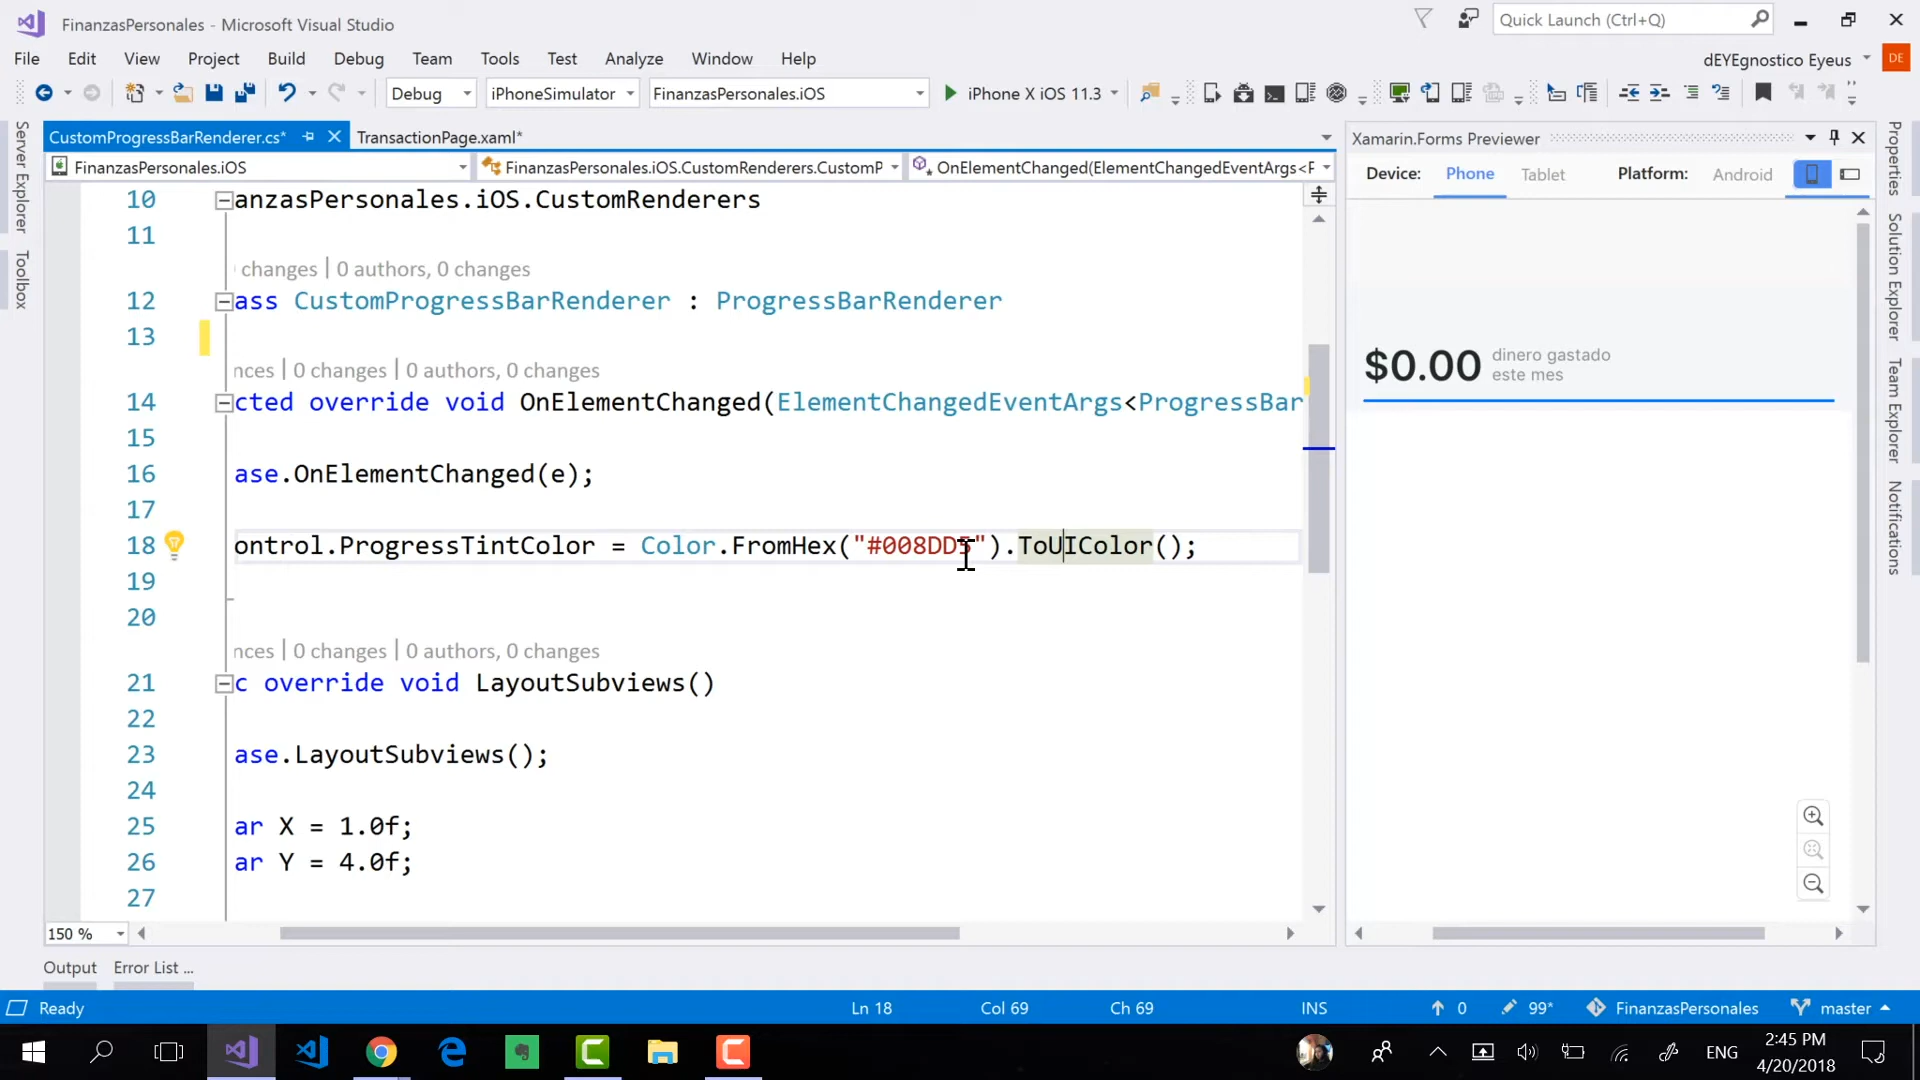 FinanzasPersonales - Microsoft Visual Studio
Quick Launch (Ctrl+Q)
File Edit View Project Build Debug Team Tools Test Analyze Window Help
dEYEgnostico Eyeus
DE
Debug
iPhoneSimulator
FinanzasPersonales.iOS
iPhone X iOS 11.3
Server Explorer
Toolbox
CustomProgressBarRenderer.cs*
TransactionPage.xaml*
FinanzasPersonales.iOS
FinanzasPersonales.iOS.CustomRenderers.CustomP
OnElementChanged(ElementChangedEventArgs<P
10 anzasPersonales.iOS.CustomRenderers
11
changes | 0 authors, 0 changes
12 ass CustomProgressBarRenderer : ProgressBarRenderer
13
nces | 0 changes | 0 authors, 0 changes
14 cted override void OnElementChanged(ElementChangedEventArgs<ProgressBar
15
16 ase.OnElementChanged(e);
17
18 ontrol.ProgressTintColor = Color.FromHex("#008DD5").ToUIColor();
19
20
nces | 0 changes | 0 authors, 0 changes
21 c override void LayoutSubviews()
22
23 ase.LayoutSubviews();
24
25 ar X = 1.0f;
26 ar Y = 4.0f;
27
150 %
Xamarin.Forms Previewer
Device: Phone Tablet Platform: Android
$0.00 dinero gastado
este mes
Properties
Solution Explorer
Team Explorer
Notifications
Output Error List ...
Ready
Ln 18
Col 69
Ch 69
INS
0
99*
FinanzasPersonales
master
ENG
2:45 PM
4/20/2018